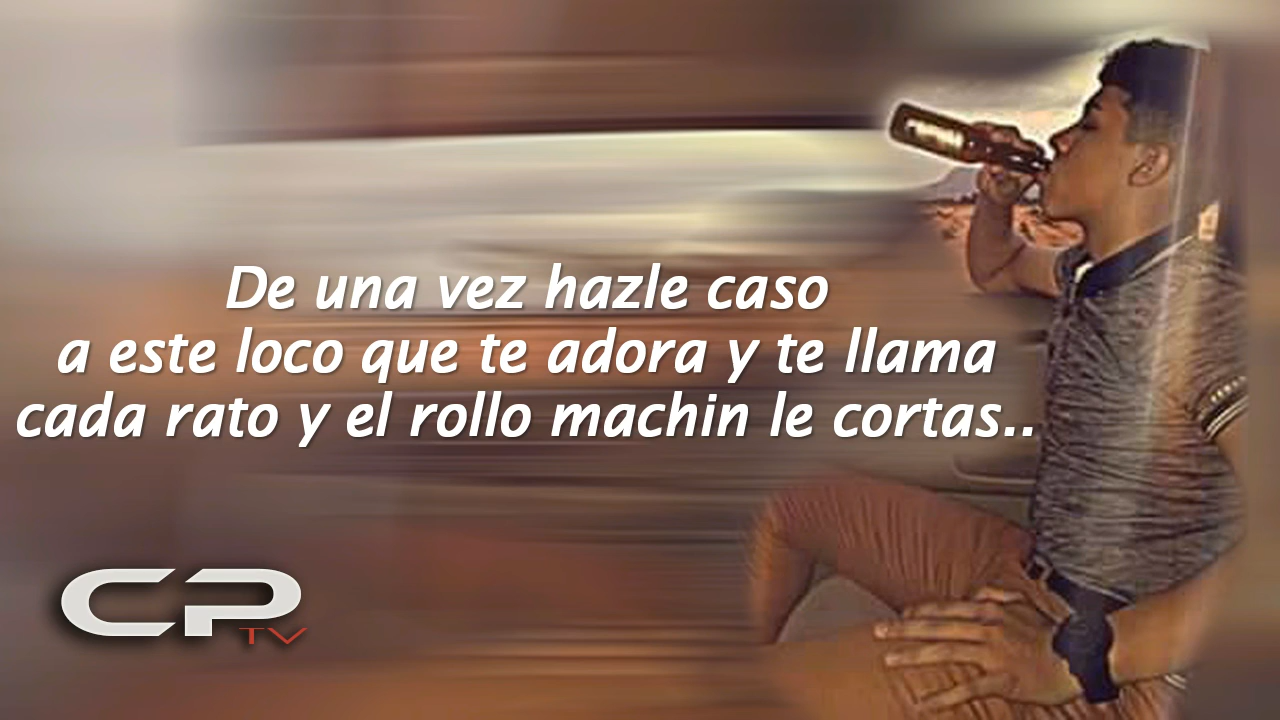 De una vez hazle caso
a este loco que te adora y te llama
cada rato y el rollo machin le cortas..
CP
TV